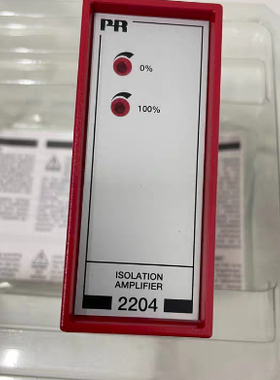 PR
0%
100%
ISOLATION
AMPLIFIER
2204